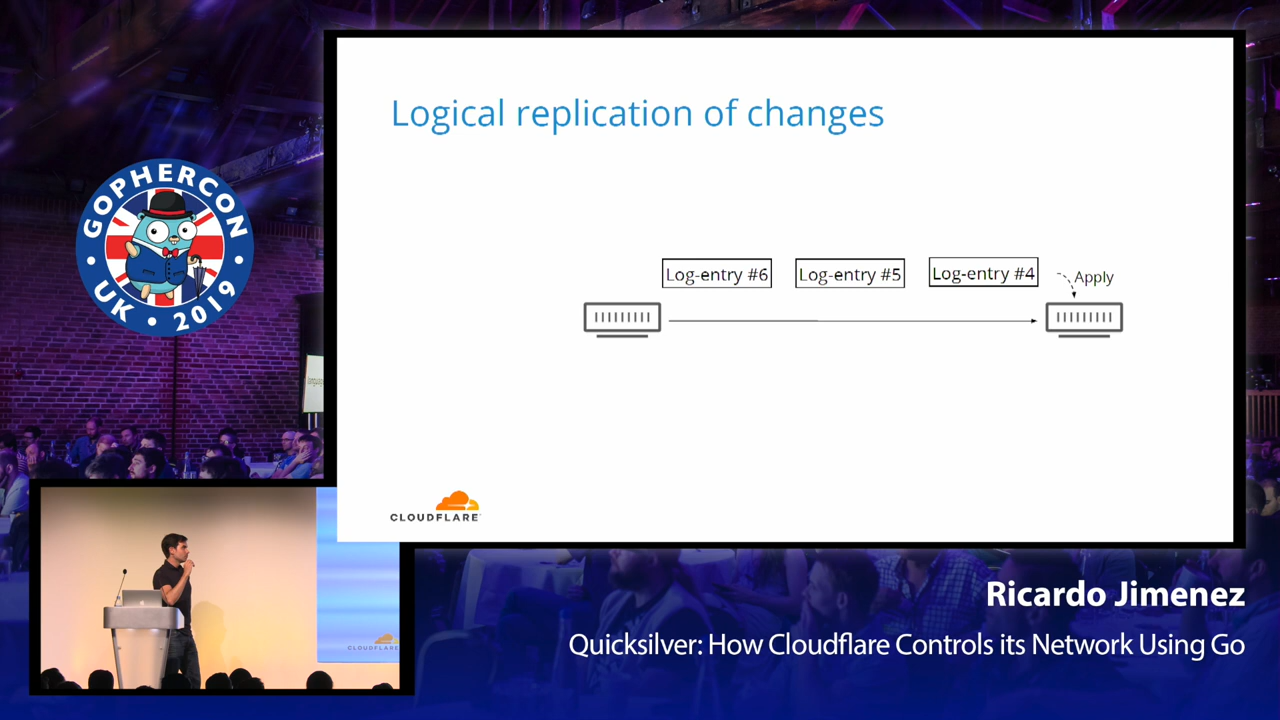 Logical replication of changes
Log-entry #6
Log-entry #5
Log-entry #4
Apply
CLOUDFLARE
GOPHERCON
UK • 2019
CLOUDFLARE
Ricardo Jimenez
Quicksilver: How Cloudflare Controls its Network Using Go